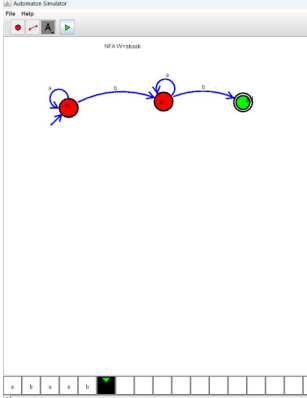 Automaton Simulator
File Help
A
NFA W=abaab
a
a
b
b
a b a a b